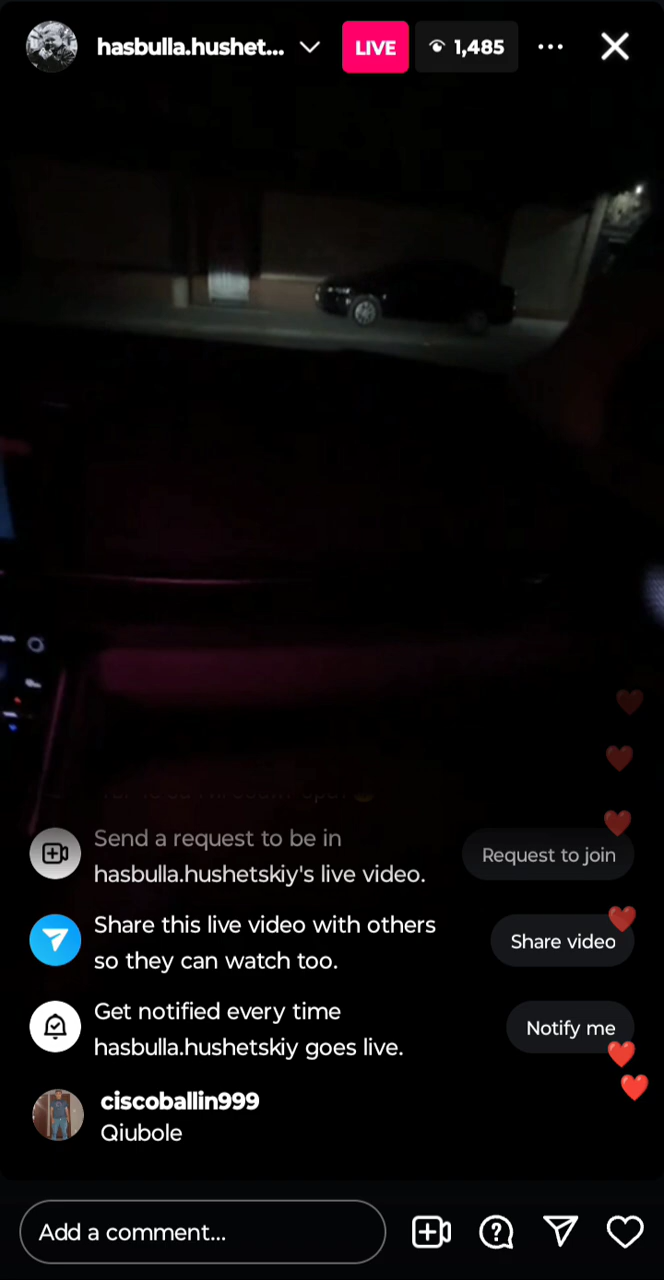 hasbulla.hushet...
LIVE
1,485
Send a request to be in
hasbulla.hushetskiy's live video.
Request to join
Share this live video with others
so they can watch too.
Share video
Get notified every time
hasbulla.hushetskiy goes live.
Notify me
ciscoballin999
Qiubole
Add a comment...